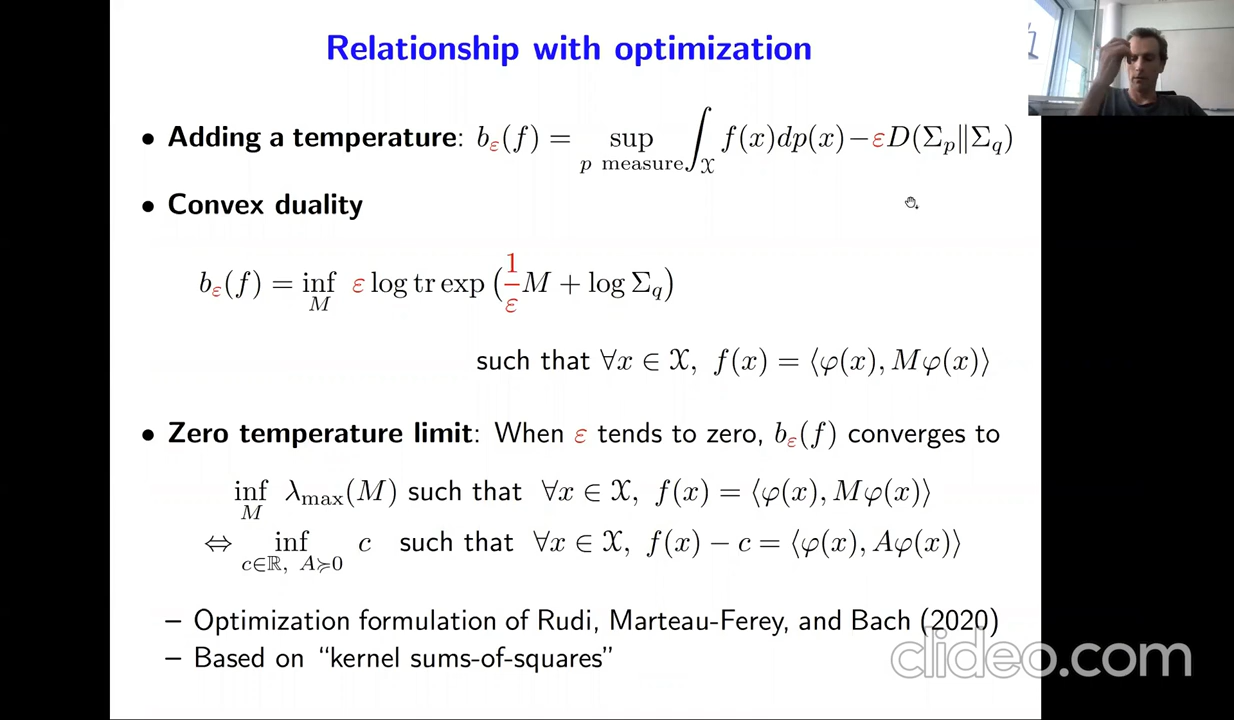 Relationship with optimization
• Adding a temperature: b_ε(f) = sup_{p measure} ∫_𝒳 f(x)dp(x) − εD(Σ_p‖Σ_q)
• Convex duality
b_ε(f) = inf_M ε log tr exp (1/ε M + log Σ_q)
such that ∀x ∈ 𝒳, f(x) = ⟨φ(x), Mφ(x)⟩
• Zero temperature limit: When ε tends to zero, b_ε(f) converges to
inf_M λ_max(M) such that ∀x ∈ 𝒳, f(x) = ⟨φ(x), Mφ(x)⟩
⇔ inf_{c∈ℝ, A≽0} c such that ∀x ∈ 𝒳, f(x) − c = ⟨φ(x), Aφ(x)⟩
– Optimization formulation of Rudi, Marteau-Ferey, and Bach (2020)
– Based on “kernel sums-of-squares”
clideo.com